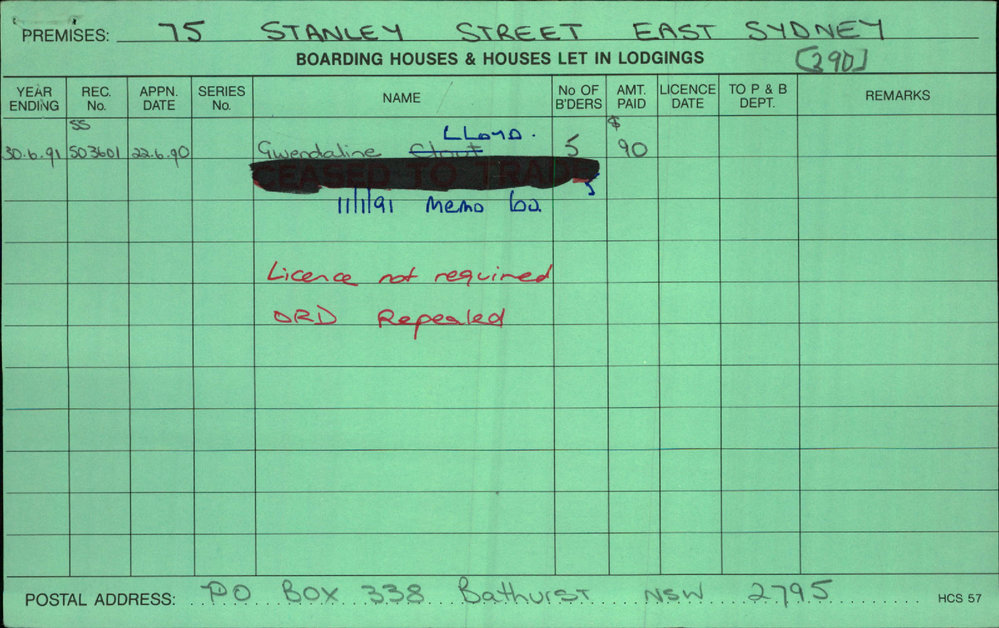 PREMISES: 75 STANLEY STREET EAST SYDNEY
BOARDING HOUSES & HOUSES LET IN LODGINGS [290]
YEAR ENDING REC. No. APPN. DATE SERIES No. NAME No OF B'DERS AMT. PAID LICENCE DATE TO P & B DEPT. REMARKS
SS $
LLOYD.
30.6.91 503601 22.6.90 Gwendaline 5 90
CEASED TO TRADE
11/1/91 Memo
Licence not required
ORD Repealed
POSTAL ADDRESS: PO Box 338 Bathurst NSW 2795 HCS 57